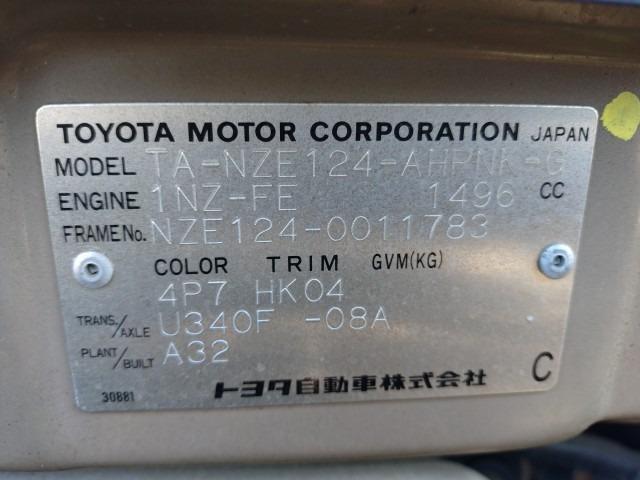 TOYOTA MOTOR CORPORATION JAPAN
MODEL TA-NZE124-AHPNK-G
ENGINE 1NZ-FE 1496 CC
FRAME No. NZE124-0011783
COLOR TRIM GVM(KG)
4P7 HK04
TRANS./AXLE U340F -08A
PLANT/BUILT A32
トヨタ自動車株式会社 C
30881